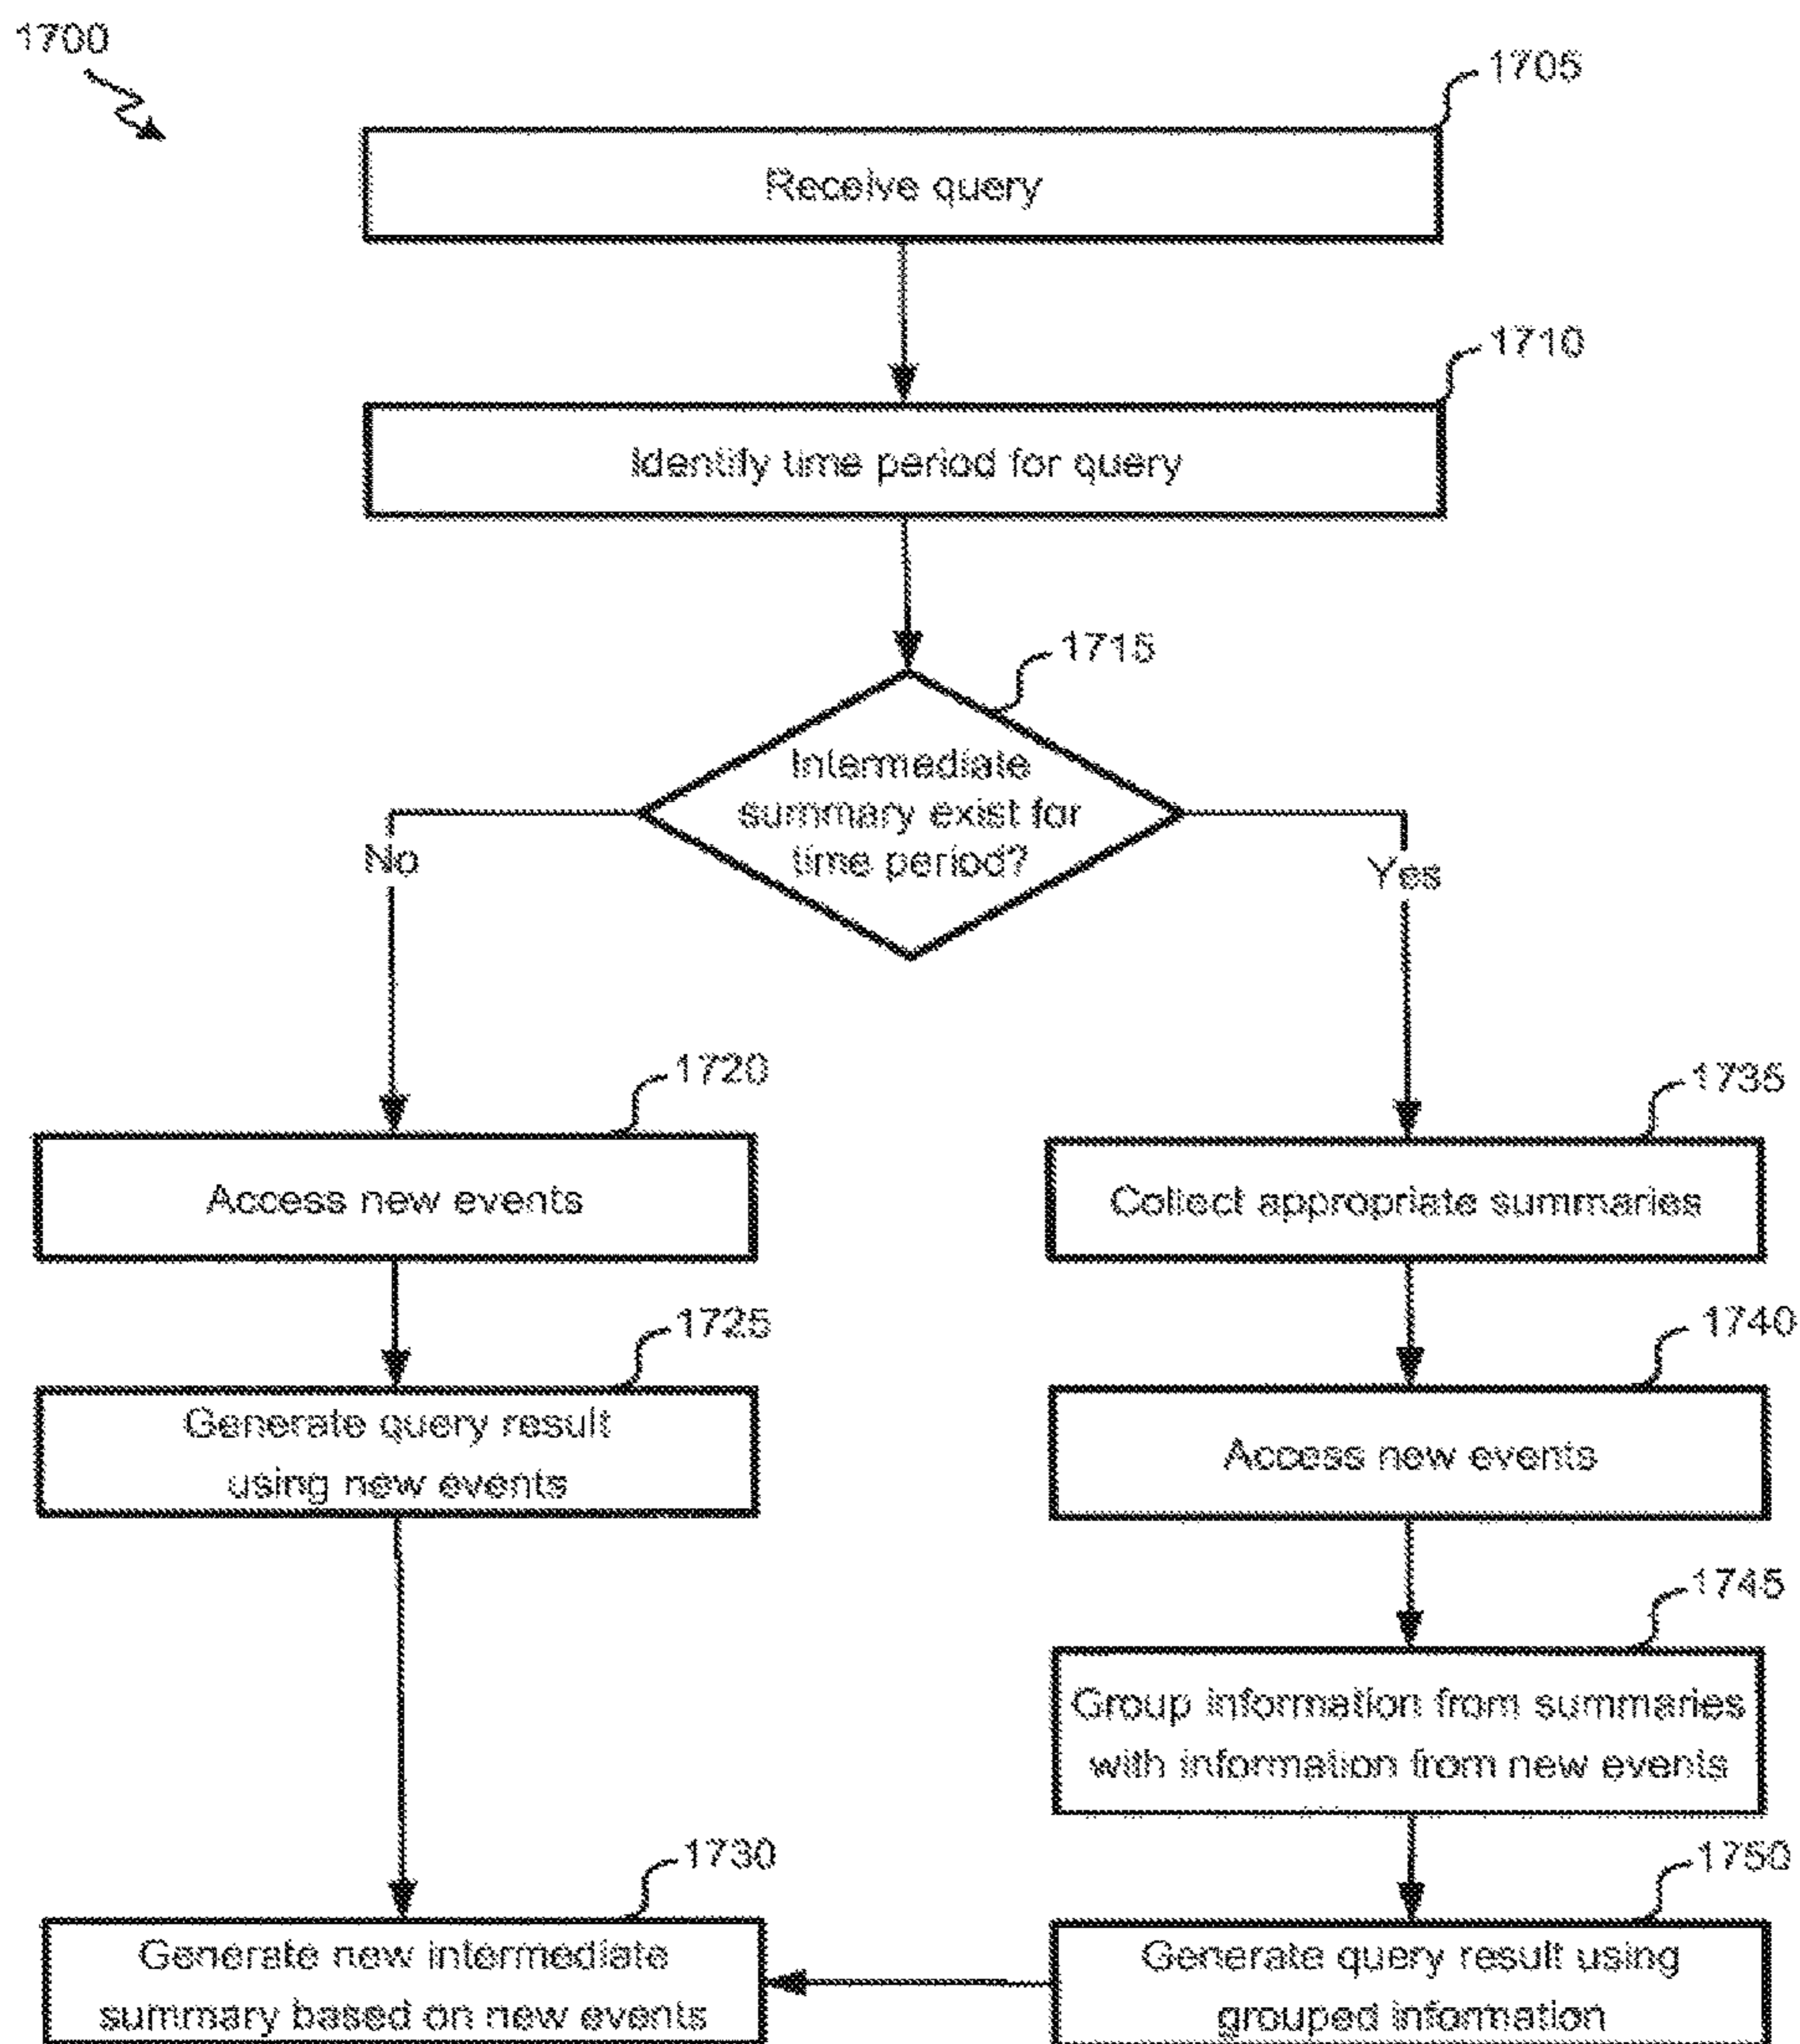 1700
1705
Receive query
1710
Identify time period for query
1715
Intermediate
summary exist for
time period?
No
Yes
1720
Access new events
1725
Generate query result
using new events
1730
Generate new intermediate
summary based on new events
1735
Collect appropriate summaries
1740
Access new events
1745
Group information from summaries
with information from new events
1750
Generate query result using
grouped information